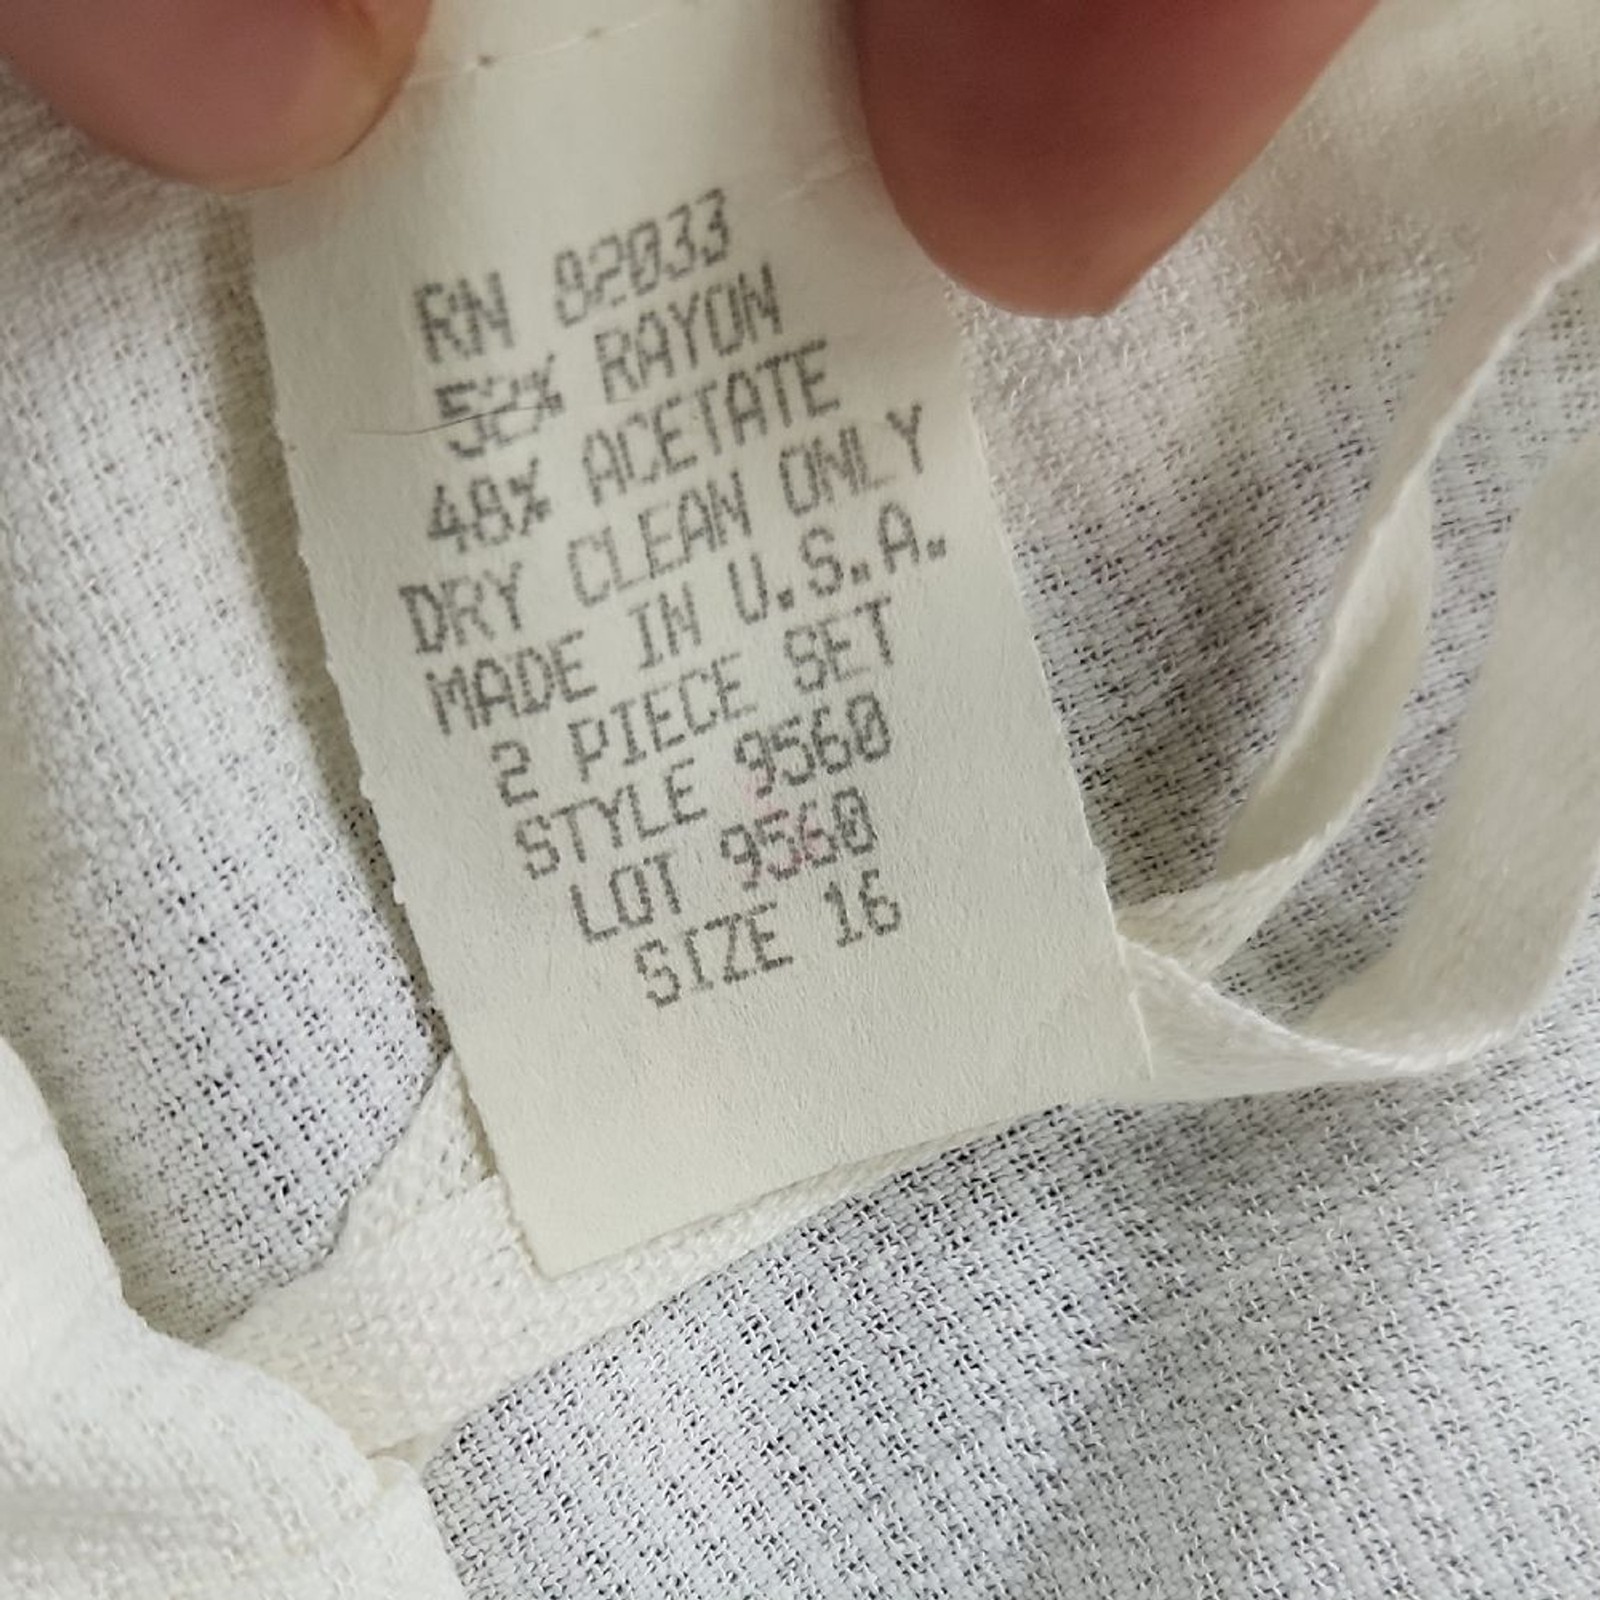 RN 82033
52% RAYON
48% ACETATE
DRY CLEAN ONLY
MADE IN U.S.A.
2 PIECE SET
STYLE 9560
LOT 9560
SIZE 16